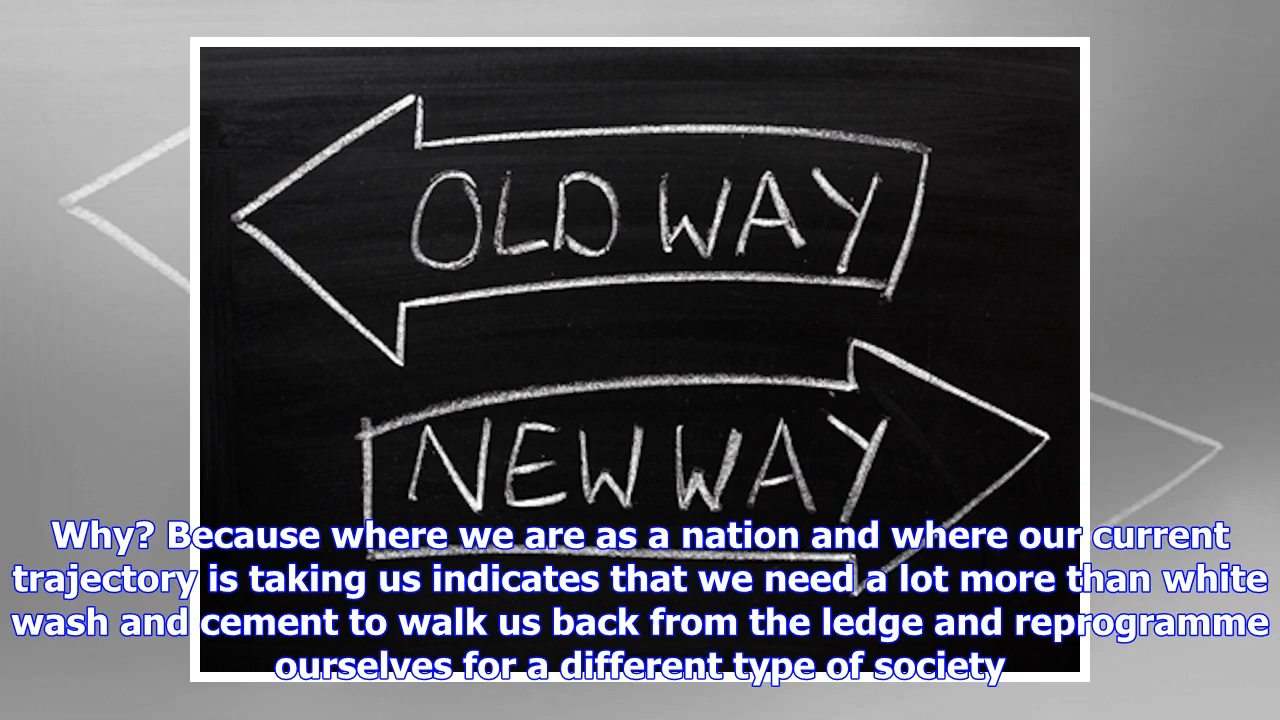 OLD WAY
NEW WAY
Why? Because where we are as a nation and where our current
trajectory is taking us indicates that we need a lot more than white
wash and cement to walk us back from the ledge and reprogramme
ourselves for a different type of society